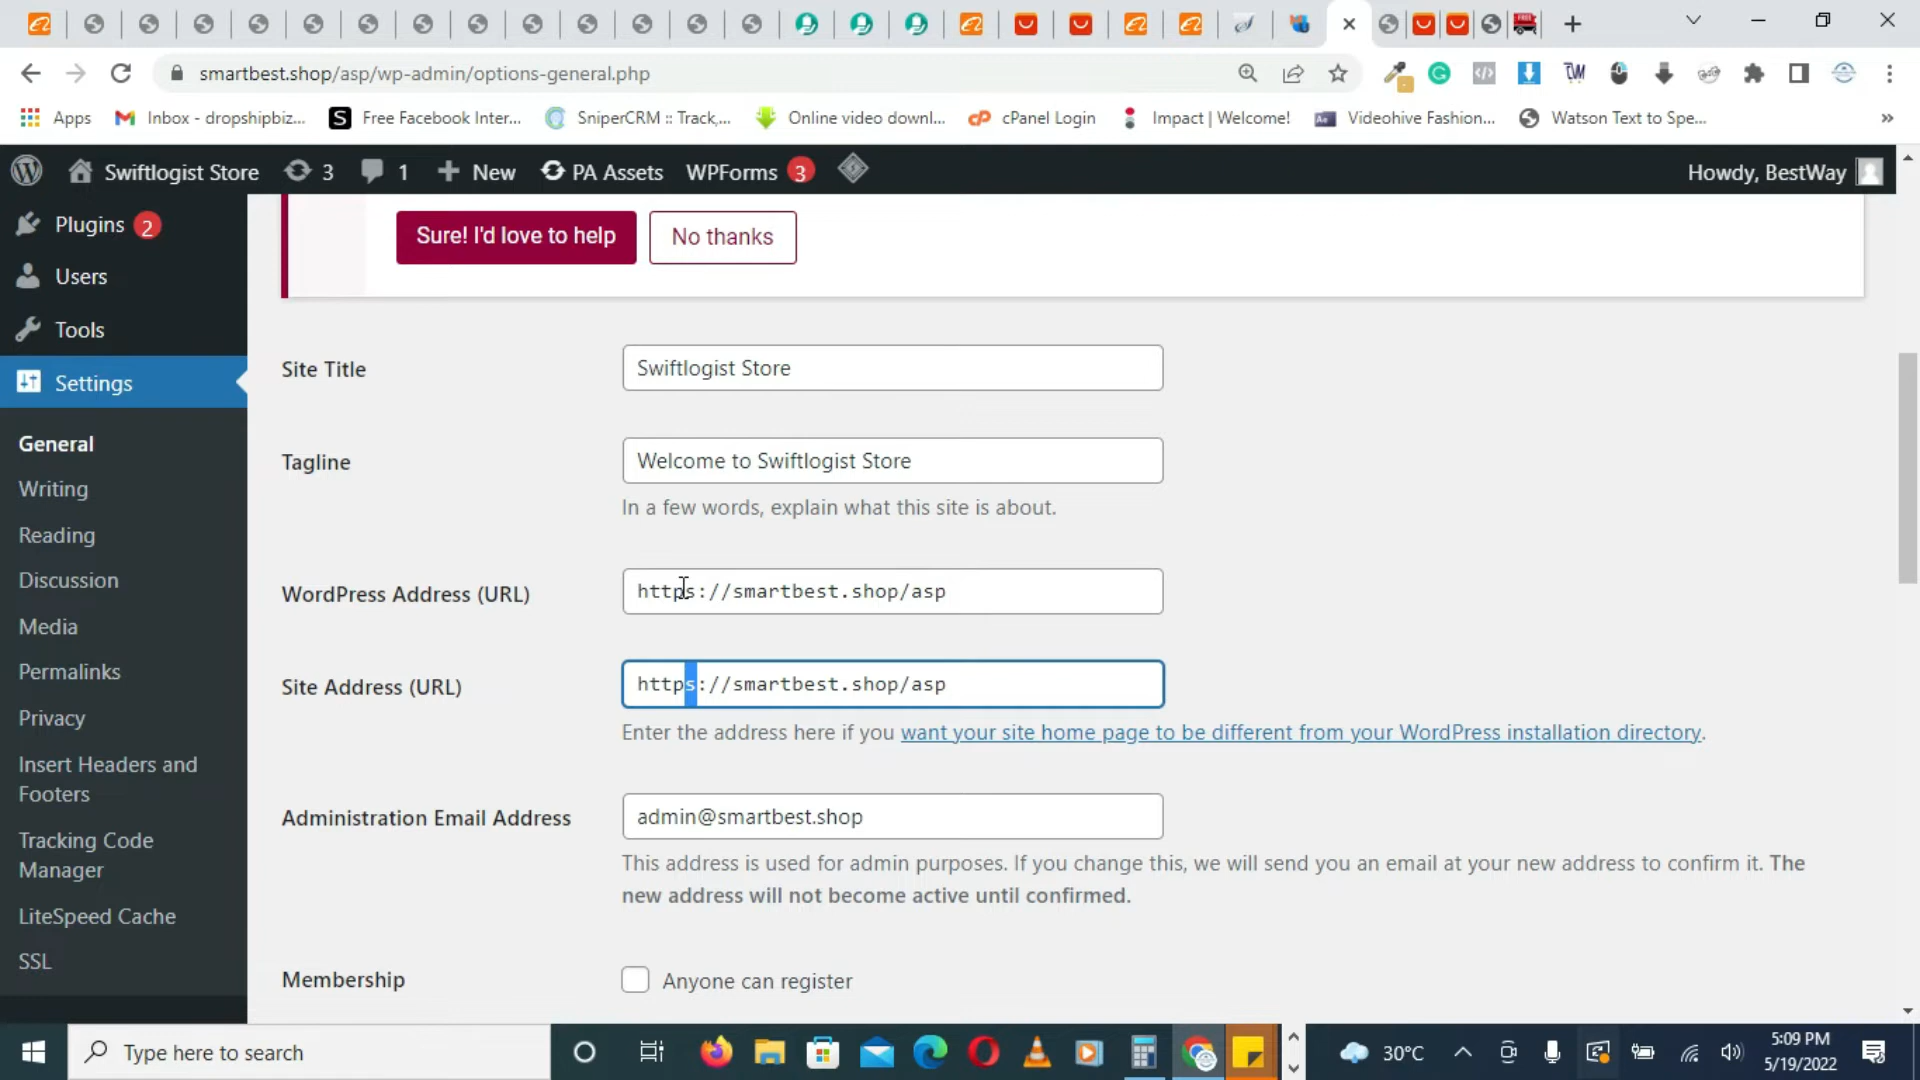 smartbest.shop/asp/wp-admin/options-general.php
Apps
Inbox - dropshipbiz...
Free Facebook Inter...
SniperCRM :: Track,...
Online video downl...
cPanel Login
Impact | Welcome!
Videohive Fashion...
Watson Text to Spe...
»
Swiftlogist Store
3
1
New
PA Assets
WPForms 3
Howdy, BestWay
Plugins 2
Users
Tools
Settings
General
Writing
Reading
Discussion
Media
Permalinks
Privacy
Insert Headers and
Footers
Tracking Code
Manager
LiteSpeed Cache
SSL
Sure! I'd love to help
No thanks
Site Title
Swiftlogist Store
Tagline
Welcome to Swiftlogist Store
In a few words, explain what this site is about.
WordPress Address (URL)
https://smartbest.shop/asp
Site Address (URL)
https://smartbest.shop/asp
Enter the address here if you want your site home page to be different from your WordPress installation directory.
Administration Email Address
admin@smartbest.shop
This address is used for admin purposes. If you change this, we will send you an email at your new address to confirm it. The
new address will not become active until confirmed.
Membership
Anyone can register
Type here to search
30°C
5:09 PM
5/19/2022